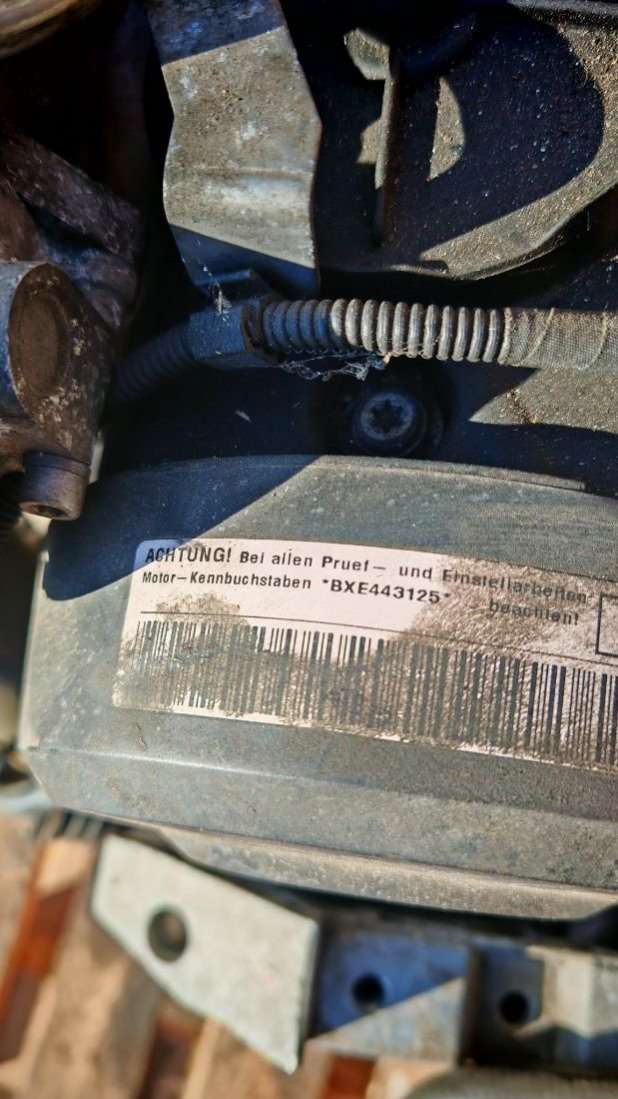 ACHTUNG! Bei allen Pruef— und Einstellarbeiten
Motor—Kennbuchstaben *BXE443125* beachten!